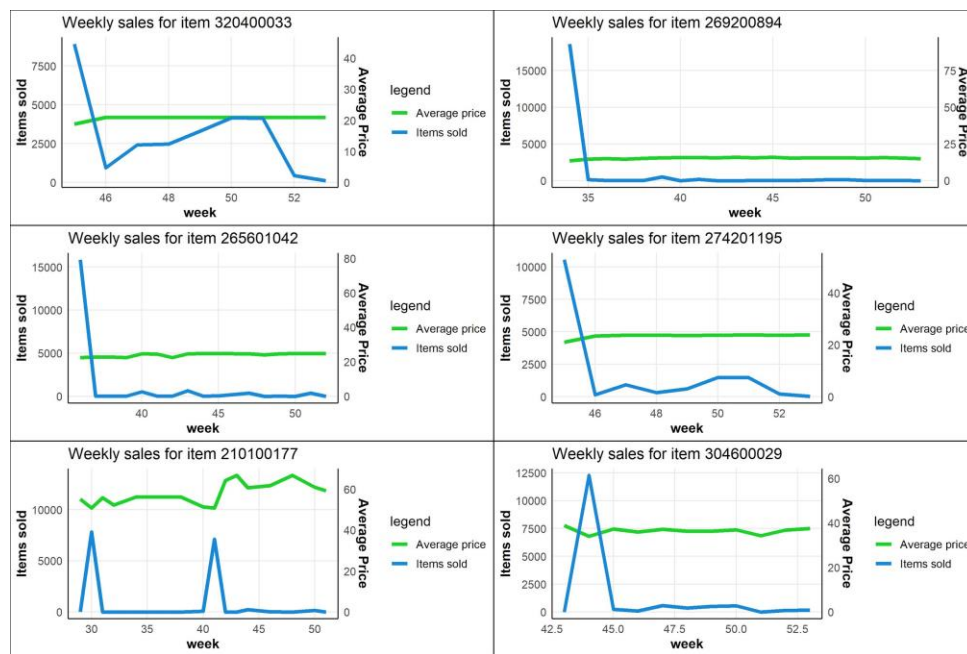 Weekly sales for item 320400033
Items sold
7500
5000
2500
0
40
30
20
10
0
Average Price
46
48
50
52
week
legend
Average price
Items sold
Weekly sales for item 269200894
Items sold
15000
10000
5000
0
75
50
25
0
Average Price
35
40
45
50
week
legend
Average price
Items sold
Weekly sales for item 265601042
Items sold
15000
10000
5000
0
80
60
40
20
0
Average Price
40
45
50
week
legend
Average price
Items sold
Weekly sales for item 274201195
Items sold
10000
7500
5000
2500
0
40
20
0
Average Price
46
48
50
52
week
legend
Average price
Items sold
Weekly sales for item 210100177
Items sold
10000
5000
0
60
40
20
0
Average Price
30
35
40
45
50
week
legend
Average price
Items sold
Weekly sales for item 304600029
Items sold
12500
10000
7500
5000
2500
0
60
40
20
0
Average Price
42.5
45.0
47.5
50.0
52.5
week
legend
Average price
Items sold